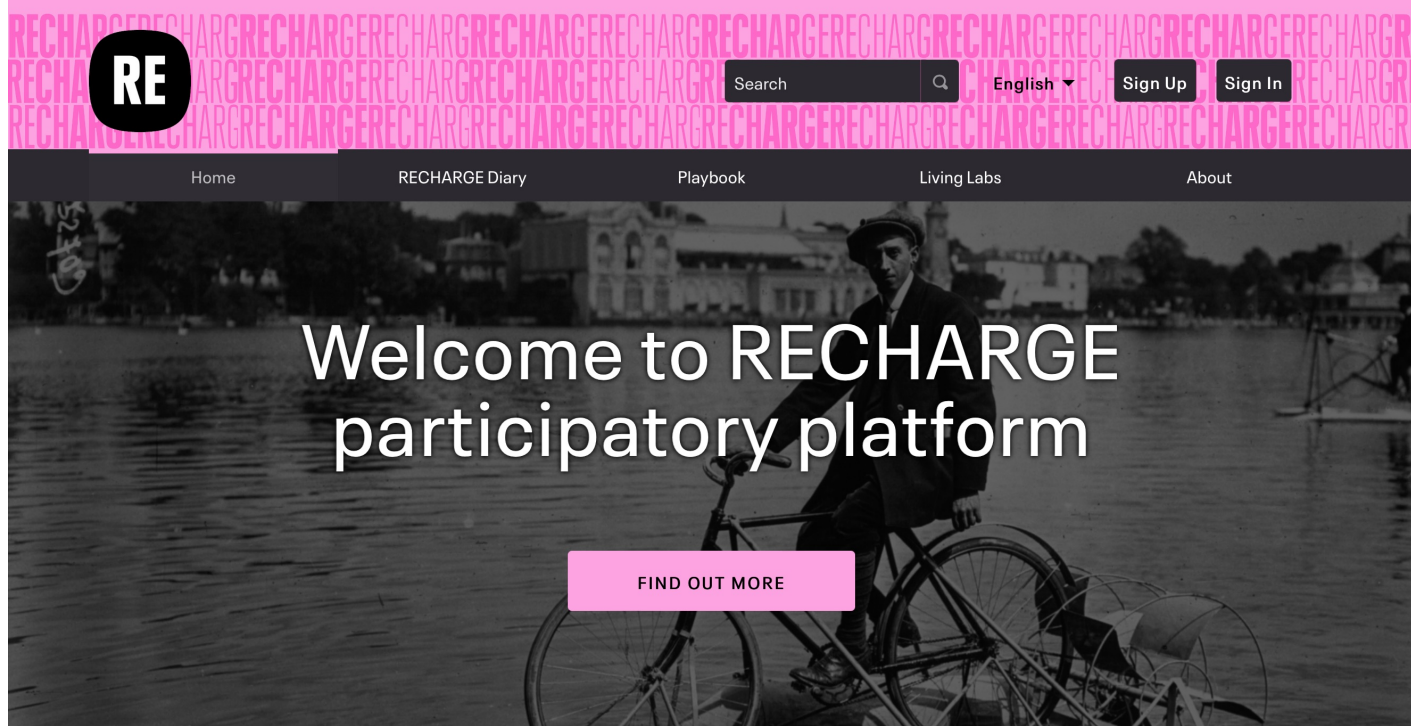 RECHARGERECHARGRECHARGERECHARGRECHARGERECHARGRECHARGERECHARGRECHARGERECHARGR
RE
Search
English
Sign Up
Sign In
Home
RECHARGE Diary
Playbook
Living Labs
About
Welcome to RECHARGE
participatory platform
FIND OUT MORE